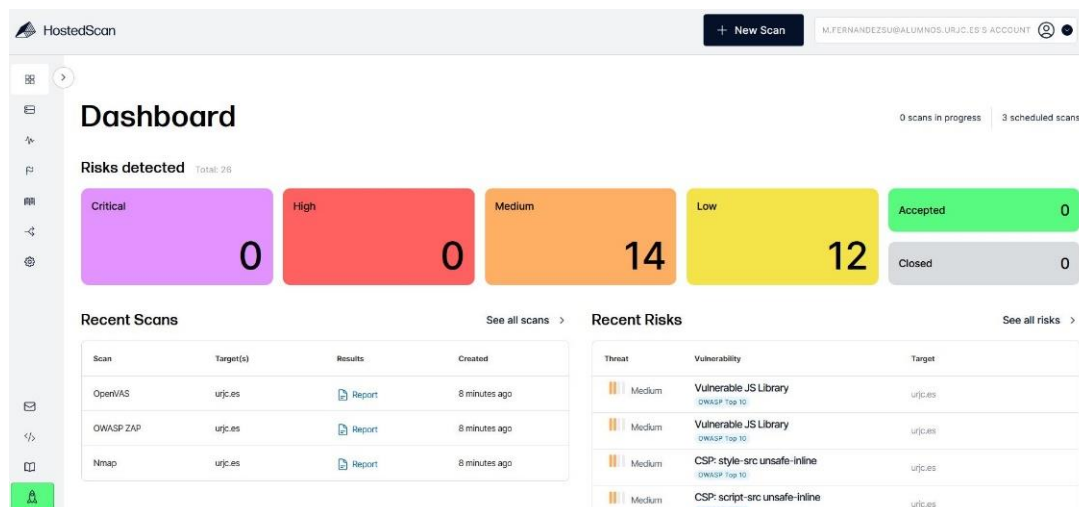 HostedScan
+ New Scan
M.FERNANDEZSU@ALUMNOS.URJC.ES'S ACCOUNT
Dashboard
0 scans in progress
3 scheduled scans
Risks detected
Total: 26
Critical
0
High
0
Medium
14
Low
12
Accepted
0
Closed
0
Recent Scans
See all scans >
Scan Target(s) Results Created
OpenVAS urjc.es Report 8 minutes ago
OWASP ZAP urjc.es Report 8 minutes ago
Nmap urjc.es Report 8 minutes ago
Recent Risks
See all risks >
Threat Vulnerability Target
Medium Vulnerable JS Library urjc.es
OWASP Top 10
Medium Vulnerable JS Library urjc.es
OWASP Top 10
Medium CSP: style-src unsafe-inline urjc.es
OWASP Top 10
Medium CSP: script-src unsafe-inline urjc.es